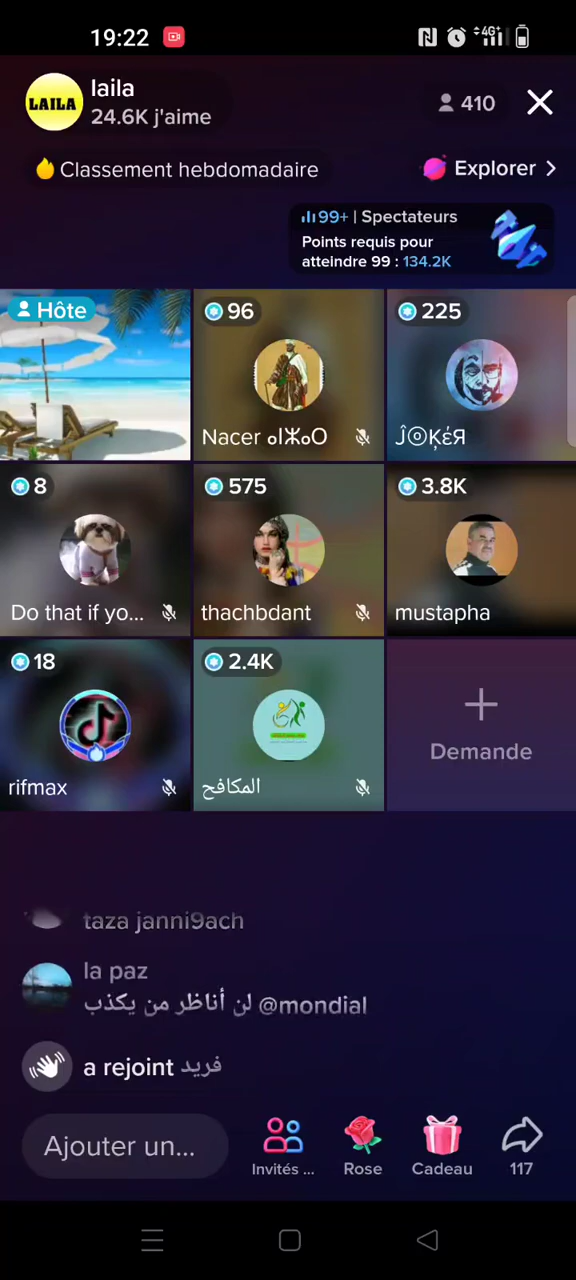 19:22
4G+
LAILA
laila
24.6K j'aime
410
Classement hebdomadaire
Explorer
99+ | Spectateurs
Points requis pour
atteindre 99 : 134.2K
Hôte
96
225
Nacer ⴰⵏⵣⴰⵔ
ĴⓄĶέЯ
8
575
3.8K
Do that if yo...
thachbdant
mustapha
18
2.4K
Demande
rifmax
المكافح
taza janni9ach
la paz
@mondial لن أناظر من يكذب
فريد a rejoint
Ajouter un...
Invités ...
Rose
Cadeau
117